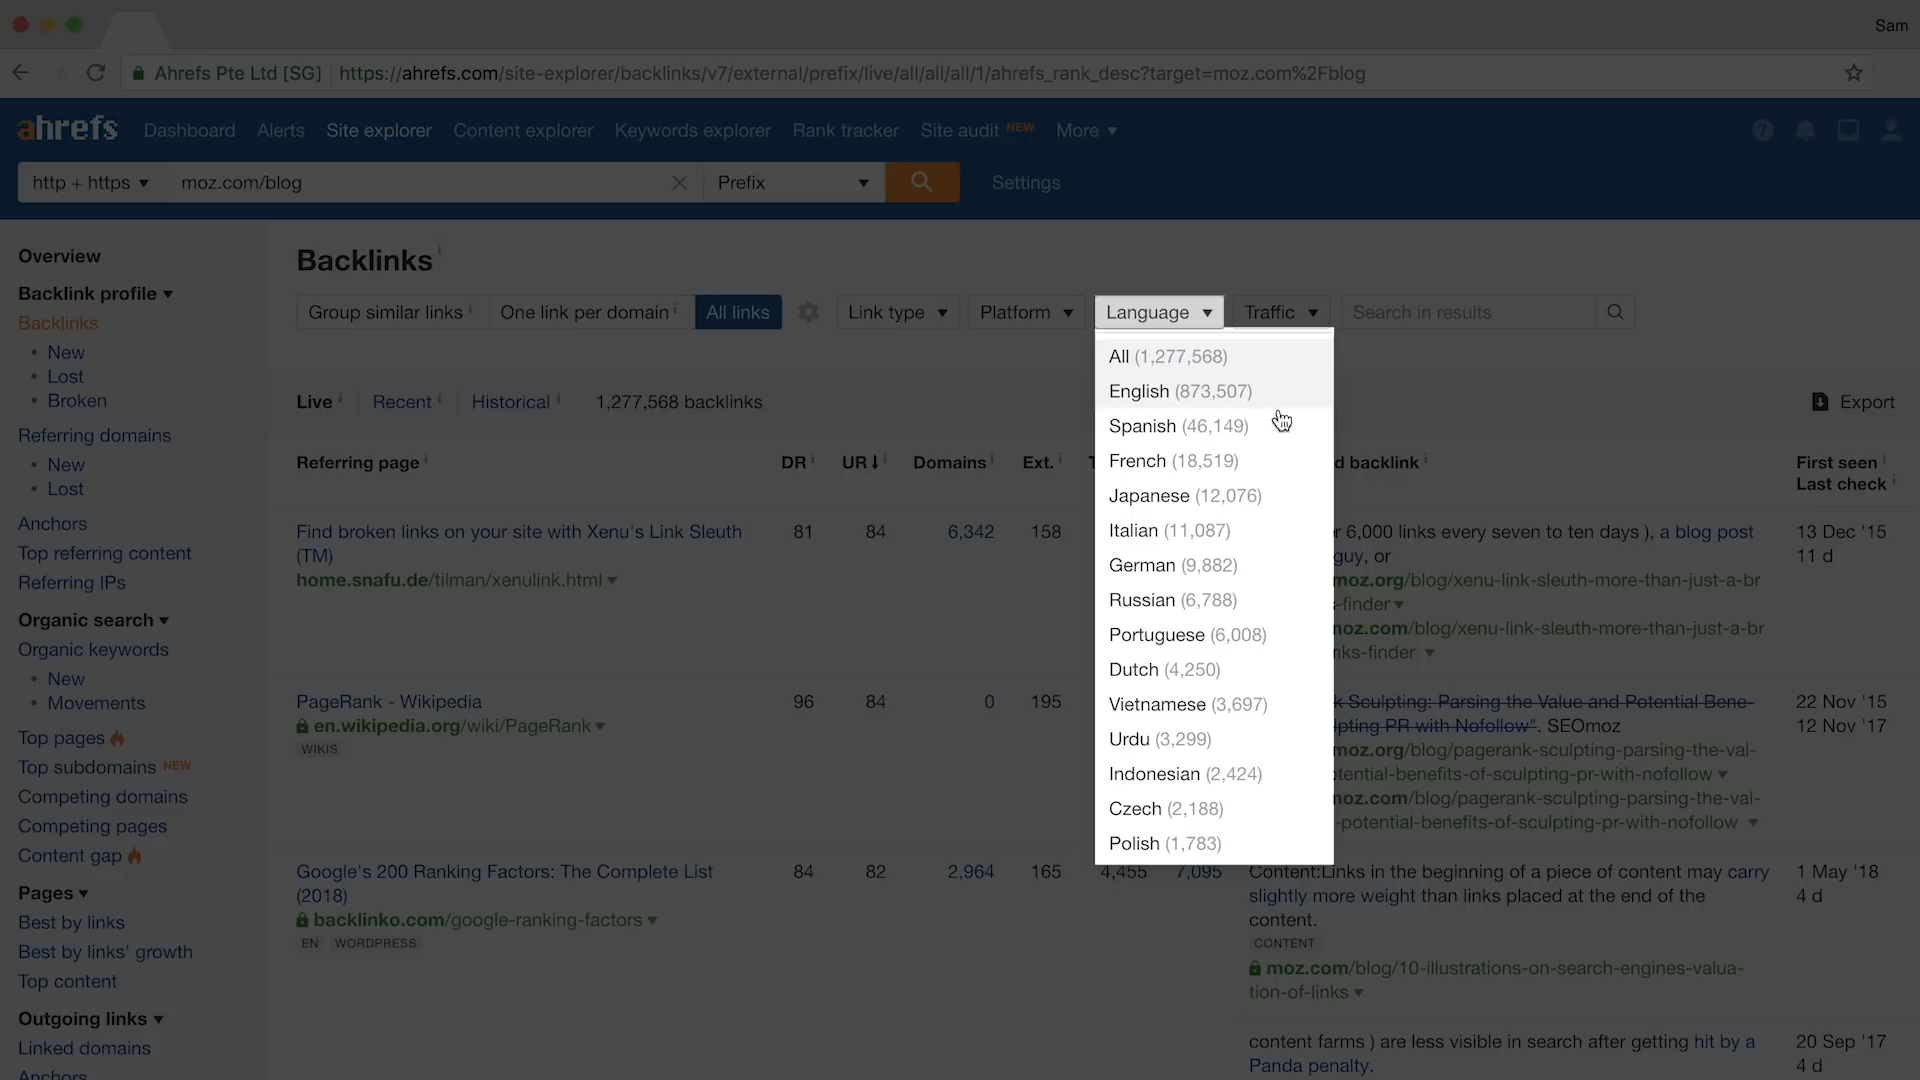 Sam
Ahrefs Pte Ltd [SG] https://ahrefs.com/site-explorer/backlinks/v7/external/prefix/live/all/all/all/1/ahrefs_rank_desc?target=moz.com%2Fblog
ahrefs Dashboard Alerts Site explorer Content explorer Keywords explorer Rank tracker Site audit NEW More
http + https moz.com/blog Prefix Settings
Overview
Backlink profile
Backlinks
New
Lost
Broken
Referring domains
New
Lost
Anchors
Top referring content
Referring IPs
Organic search
Organic keywords
New
Movements
Top pages
Top subdomains NEW
Competing domains
Competing pages
Content gap
Pages
Best by links
Best by links' growth
Top content
Outgoing links
Linked domains
Anchors
Backlinks
Group similar links One link per domain All links Link type Platform Language Traffic Search in results
All (1,277,568)
English (873,507)
Spanish (46,149)
French (18,519)
Japanese (12,076)
Italian (11,087)
German (9,882)
Russian (6,788)
Portuguese (6,008)
Dutch (4,250)
Vietnamese (3,697)
Urdu (3,299)
Indonesian (2,424)
Czech (2,188)
Polish (1,783)
Live Recent Historical 1,277,568 backlinks Export
Referring page DR UR Domains Ext. d backlink First seen
Last check
Find broken links on your site with Xenu's Link Sleuth
(TM)
home.snafu.de/tilman/xenulink.html
81 84 6,342 158
r 6,000 links every seven to ten days ), a blog post
guy, or
moz.org/blog/xenu-link-sleuth-more-than-just-a-br
-finder
moz.com/blog/xenu-link-sleuth-more-than-just-a-br
nks-finder
13 Dec '15
11 d
PageRank - Wikipedia
en.wikipedia.org/wiki/PageRank
WIKIS
96 84 0 195
k Sculpting: Parsing the Value and Potential Bene-
lpting PR with Nofollow". SEOmoz
moz.org/blog/pagerank-sculpting-parsing-the-val-
tential-benefits-of-sculpting-pr-with-nofollow
moz.com/blog/pagerank-sculpting-parsing-the-val-
-potential-benefits-of-sculpting-pr-with-nofollow
22 Nov '15
12 Nov '17
Google's 200 Ranking Factors: The Complete List
(2018)
backlinko.com/google-ranking-factors
EN WORDPRESS
84 82 2,964 165 4,455 7,095
Content:Links in the beginning of a piece of content may carry
slightly more weight than links placed at the end of the
content.
CONTENT
moz.com/blog/10-illustrations-on-search-engines-valua-
tion-of-links
1 May '18
4 d
content farms ) are less visible in search after getting hit by a
Panda penalty.
20 Sep '17
4 d